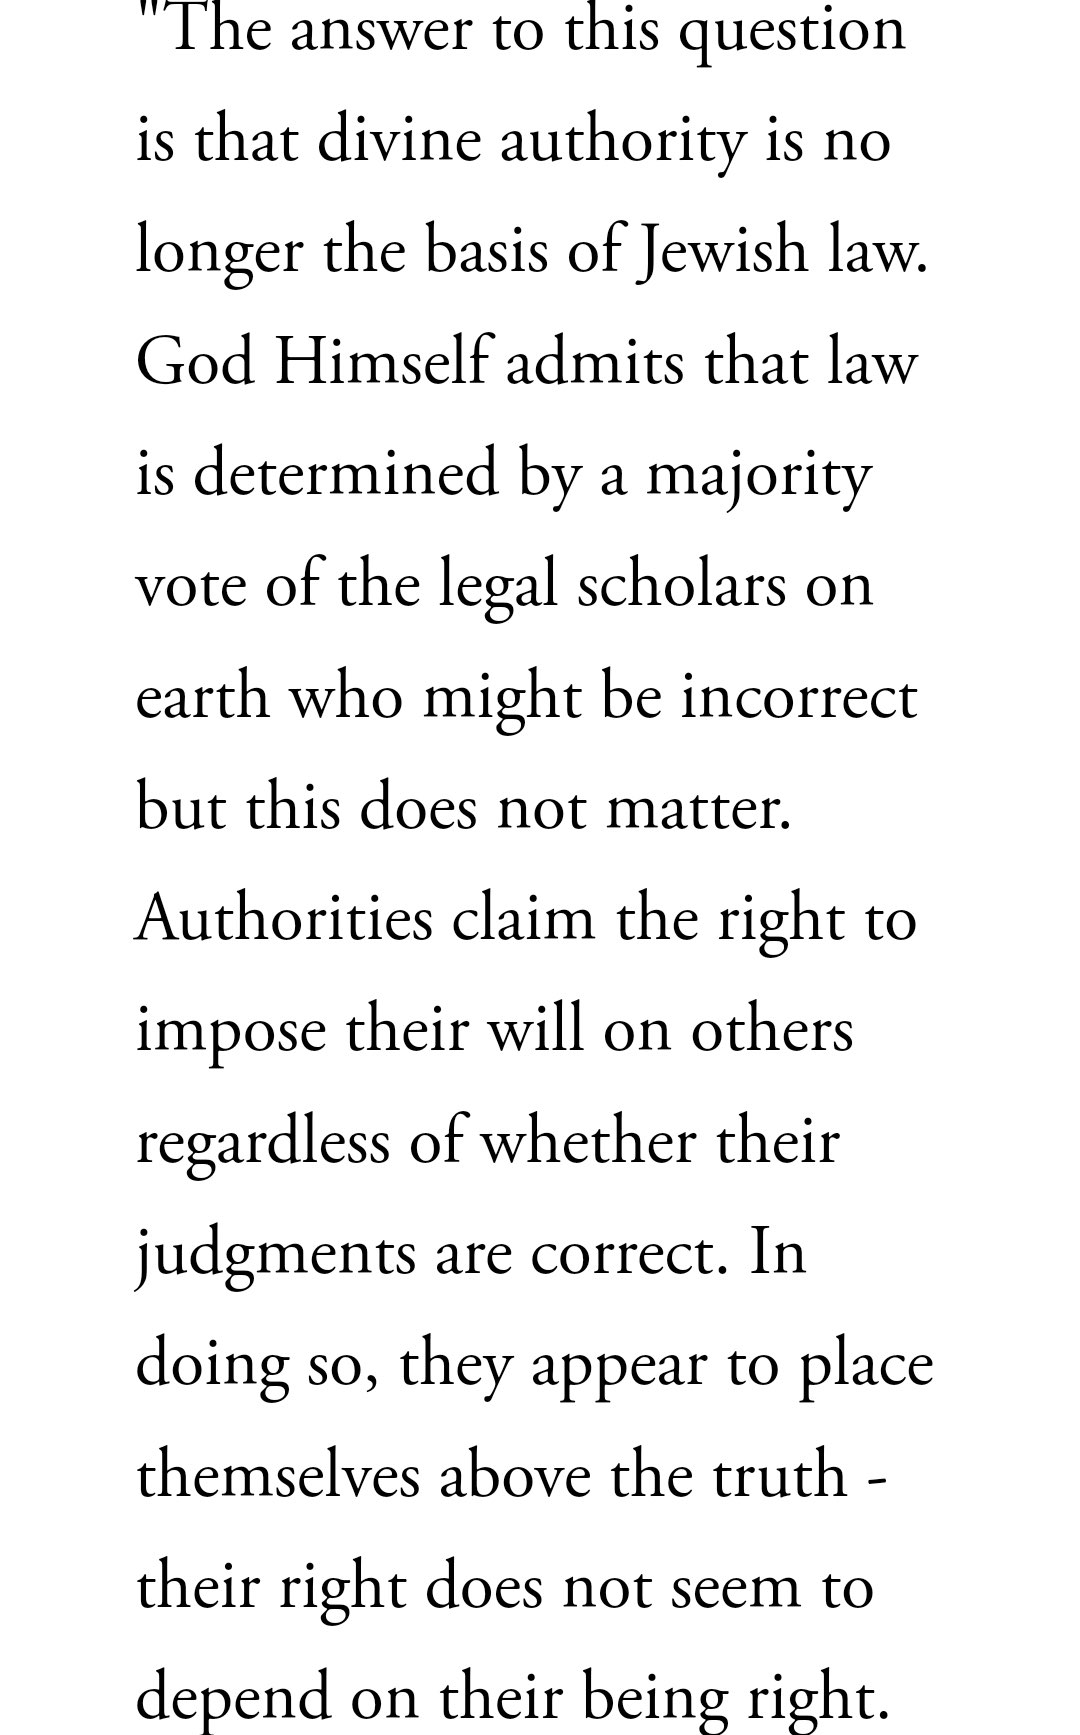 "The answer to this question
is that divine authority is no
longer the basis of Jewish law.
God Himself admits that law
is determined by a majority
vote of the legal scholars on
earth who might be incorrect
but this does not matter.
Authorities claim the right to
impose their will on others
regardless of whether their
judgments are correct. In
doing so, they appear to place
themselves above the truth -
their right does not seem to
depend on their being right.